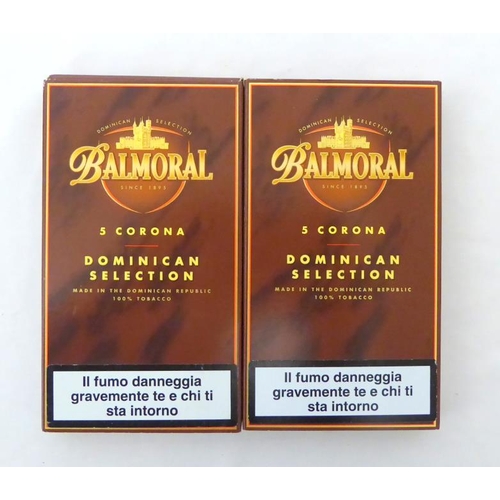 DOMINICAN SELECTION
BALMORAL
SINCE 1895
5 CORONA
DOMINICAN
SELECTION
MADE IN THE DOMINICAN REPUBLIC
100% TOBACCO
Il fumo danneggia
gravemente te e chi ti
sta intorno
DOMINICAN SELECTION
BALMORAL
SINCE 1895
5 CORONA
DOMINICAN
SELECTION
MADE IN THE DOMINICAN REPUBLIC
100% TOBACCO
Il fumo danneggia
gravemente te e chi ti
sta intorno